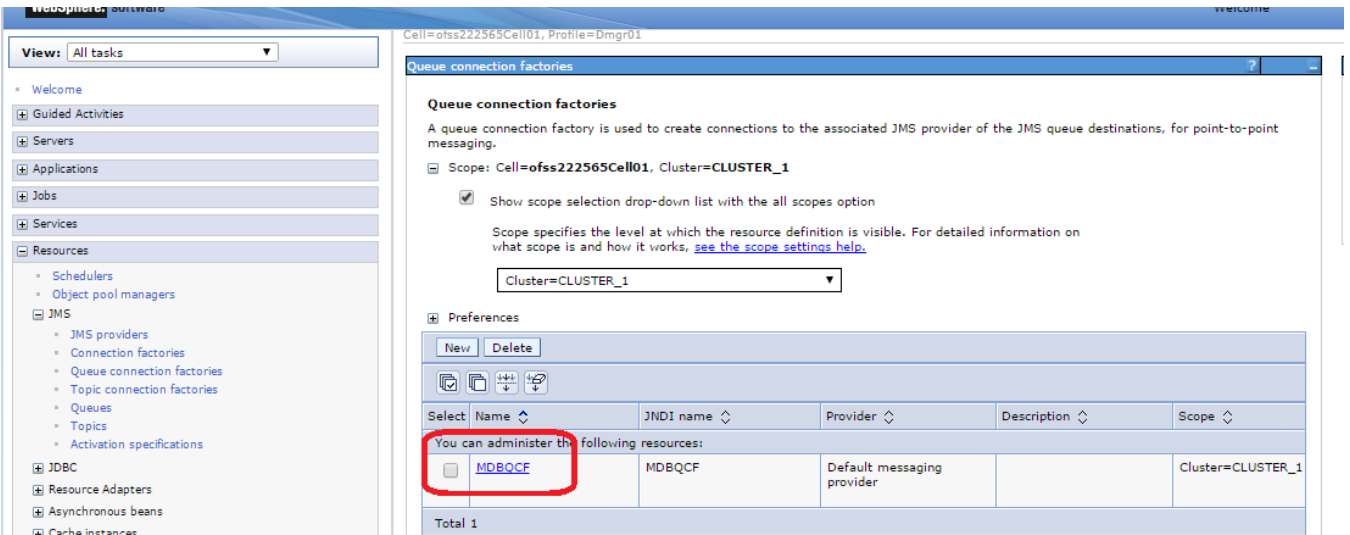 WebSphere. software
Welcome
View: All tasks
Cell=ofss222565Cell01, Profile=Dmgr01
Queue connection factories
?
Welcome
Guided Activities
Servers
Applications
Jobs
Services
Resources
Schedulers
Object pool managers
JMS
JMS providers
Connection factories
Queue connection factories
Topic connection factories
Queues
Topics
Activation specifications
JDBC
Resource Adapters
Asynchronous beans
Cache instances
Queue connection factories
A queue connection factory is used to create connections to the associated JMS provider of the JMS queue destinations, for point-to-point
messaging.
Scope: Cell=ofss222565Cell01, Cluster=CLUSTER_1
Show scope selection drop-down list with the all scopes option
Scope specifies the level at which the resource definition is visible. For detailed information on
what scope is and how it works, see the scope settings help.
Cluster=CLUSTER_1
Preferences
New Delete
Select Name JNDI name Provider Description Scope
You can administer the following resources:
MDBQCF MDBQCF Default messaging Cluster=CLUSTER_1
provider
Total 1